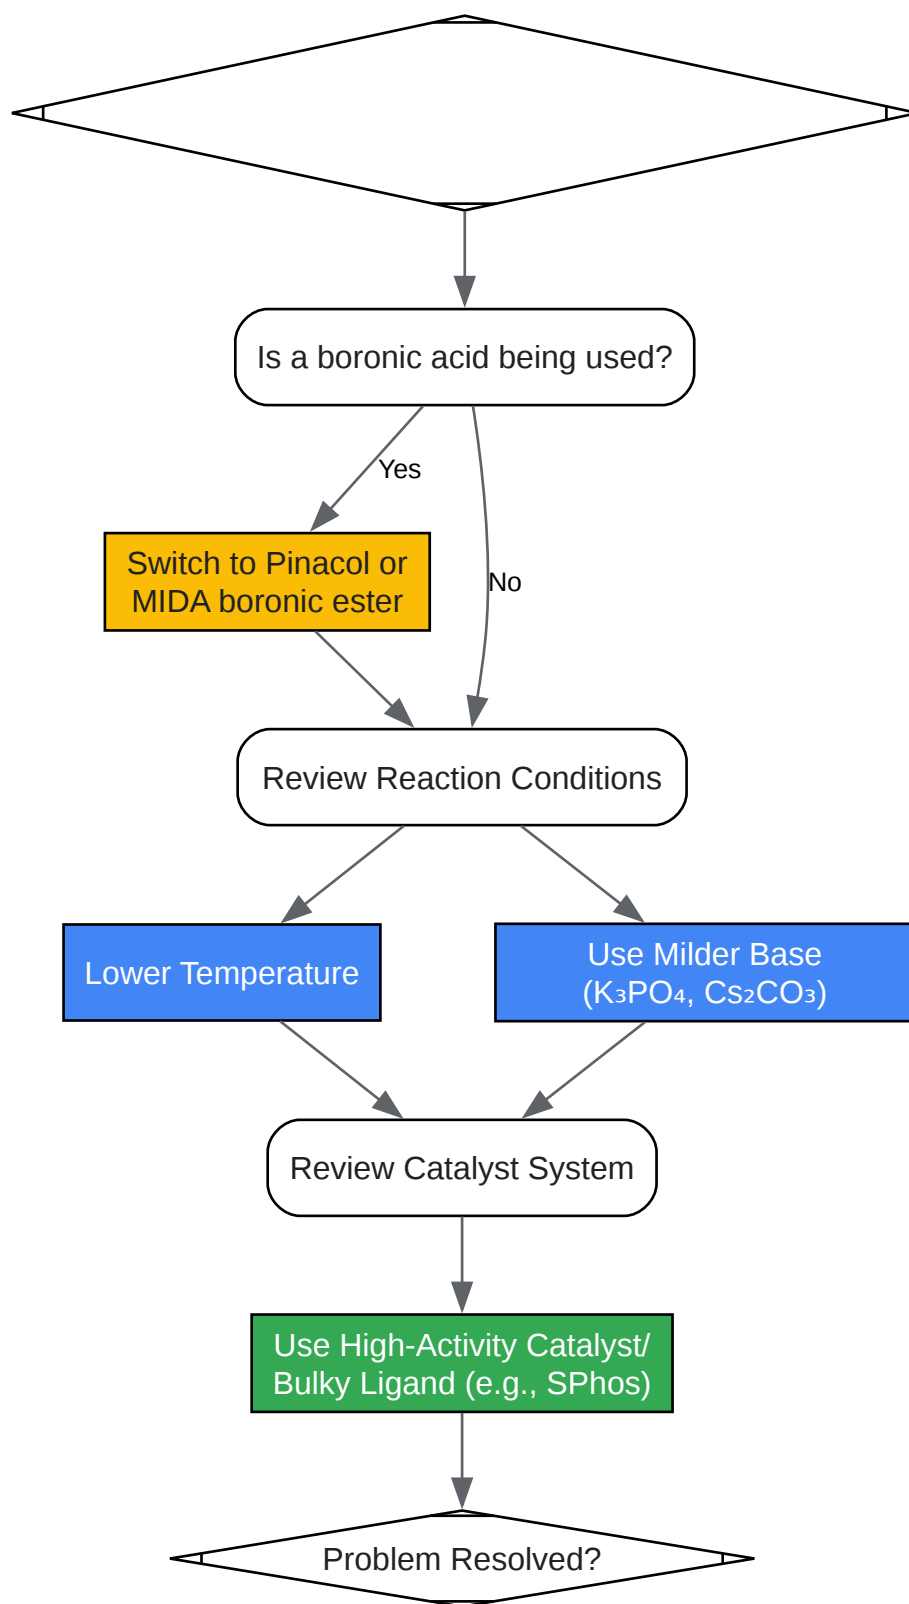 Is a boronic acid being used?
Yes
Switch to Pinacol or
MIDA boronic ester
No
Review Reaction Conditions
Lower Temperature
Use Milder Base
(K₃PO₄, Cs₂CO₃)
Review Catalyst System
Use High-Activity Catalyst/
Bulky Ligand (e.g., SPhos)
Problem Resolved?